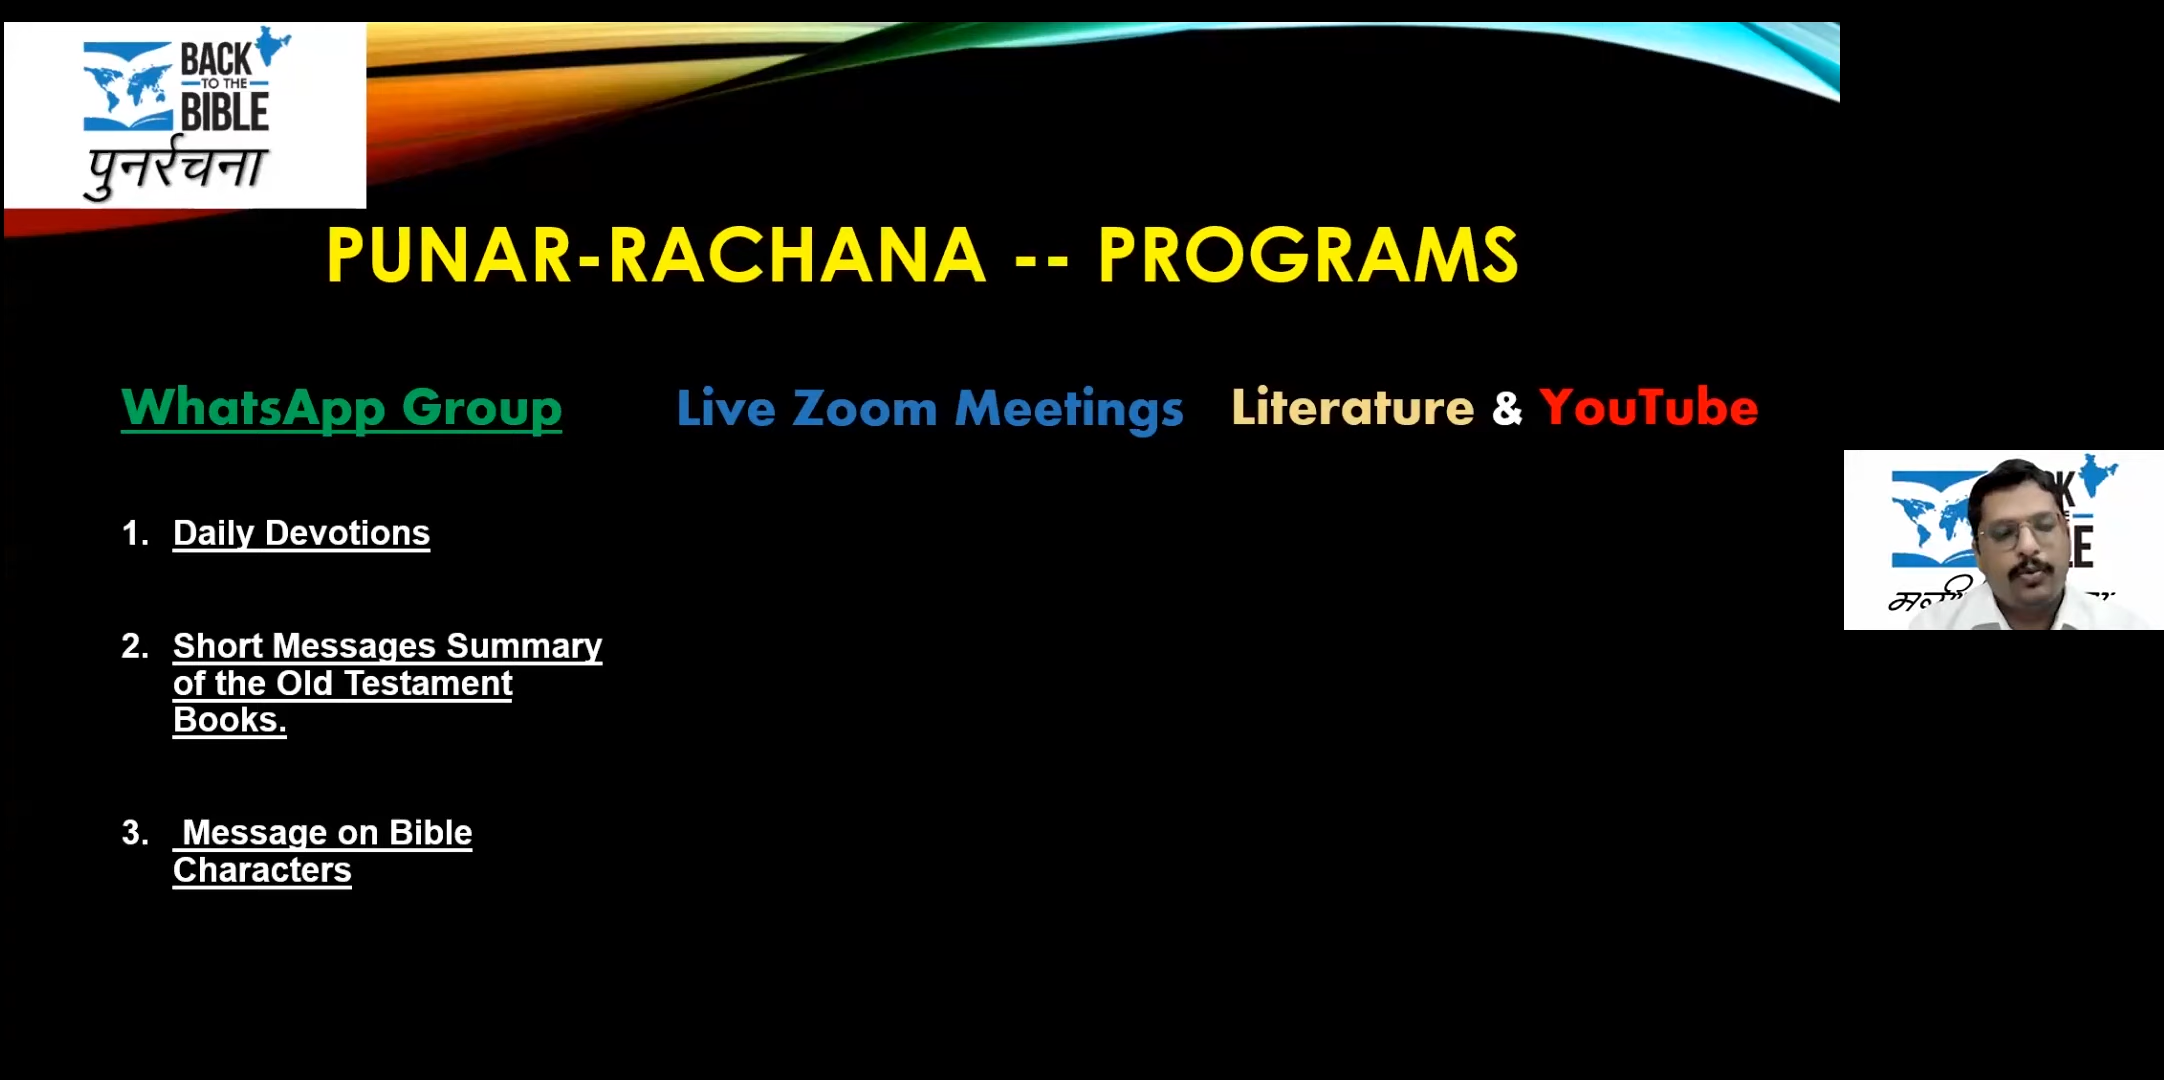 BACK
TO THE
BIBLE
पुनर्रचना
PUNAR-RACHANA -- PROGRAMS
WhatsApp Group
Live Zoom Meetings
Literature & YouTube
1. Daily Devotions
2. Short Messages Summary
of the Old Testament
Books.
3. Message on Bible
Characters